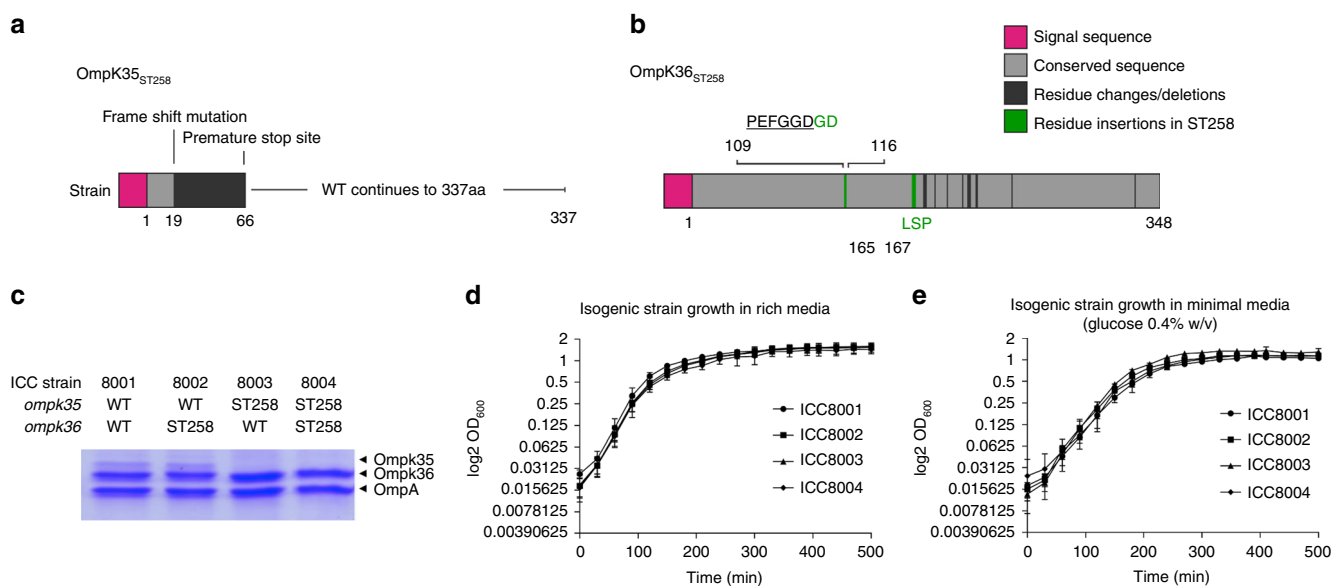 a
OmpK35ST258
Frame shift mutation
Premature stop site
Strain
WT continues to 337aa
1 19 66 337
b
OmpK36ST258
Signal sequence
Conserved sequence
Residue changes/deletions
Residue insertions in ST258
PEFGGDGD
109 116
1 LSP 348
165 167
c
ICC strain 8001 8002 8003 8004
ompk35 WT WT ST258 ST258
ompk36 WT ST258 WT ST258
Ompk35
Ompk36
OmpA
d
Isogenic strain growth in rich media
log2 OD600
2
1
0.5
0.25
0.125
0.0625
0.03125
0.015625
0.0078125
0.00390625
0 100 200 300 400 500
Time (min)
ICC8001
ICC8002
ICC8003
ICC8004
e
Isogenic strain growth in minimal media
(glucose 0.4% w/v)
log2 OD600
2
1
0.5
0.25
0.125
0.0625
0.03125
0.015625
0.0078125
0.00390625
0 100 200 300 400 500
Time (min)
ICC8001
ICC8002
ICC8003
ICC8004